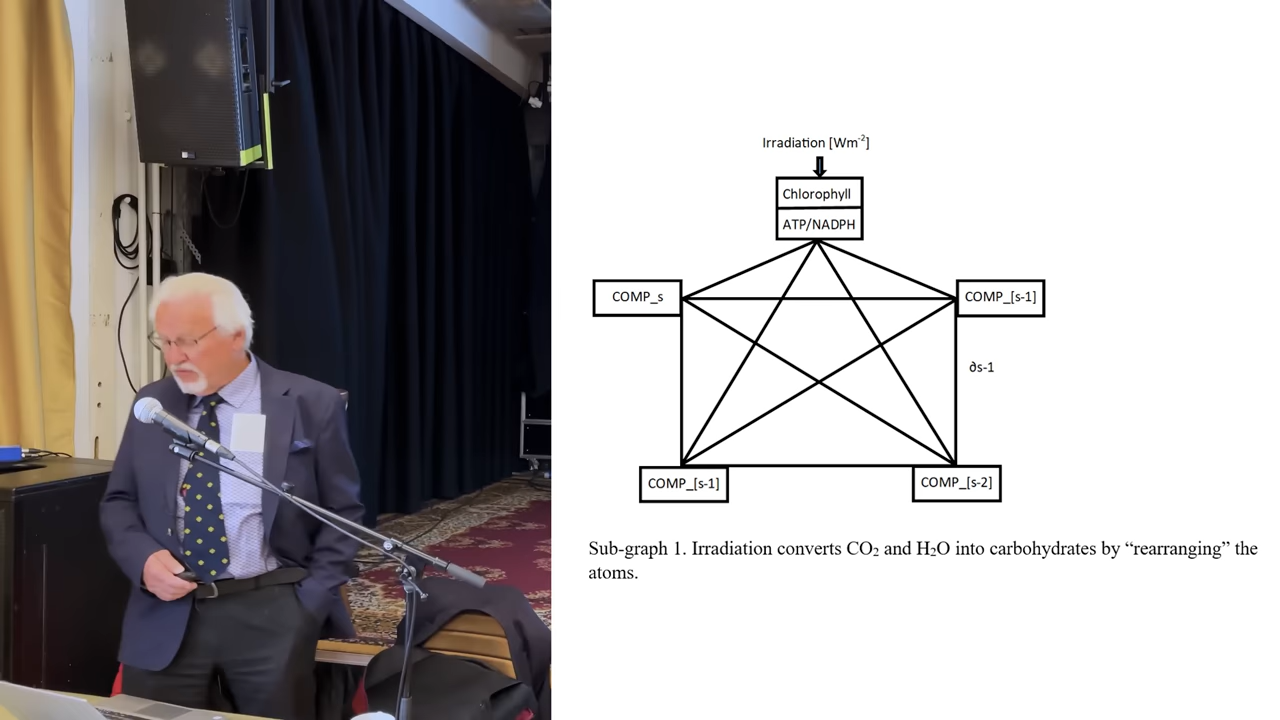 Irradiation [Wm⁻²]
Chlorophyll
ATP/NADPH
COMP_s
COMP_[s-1]
∂s-1
COMP_[s-1]
COMP_[s-2]
Sub-graph 1. Irradiation converts CO₂ and H₂O into carbohydrates by “rearranging” the
atoms.